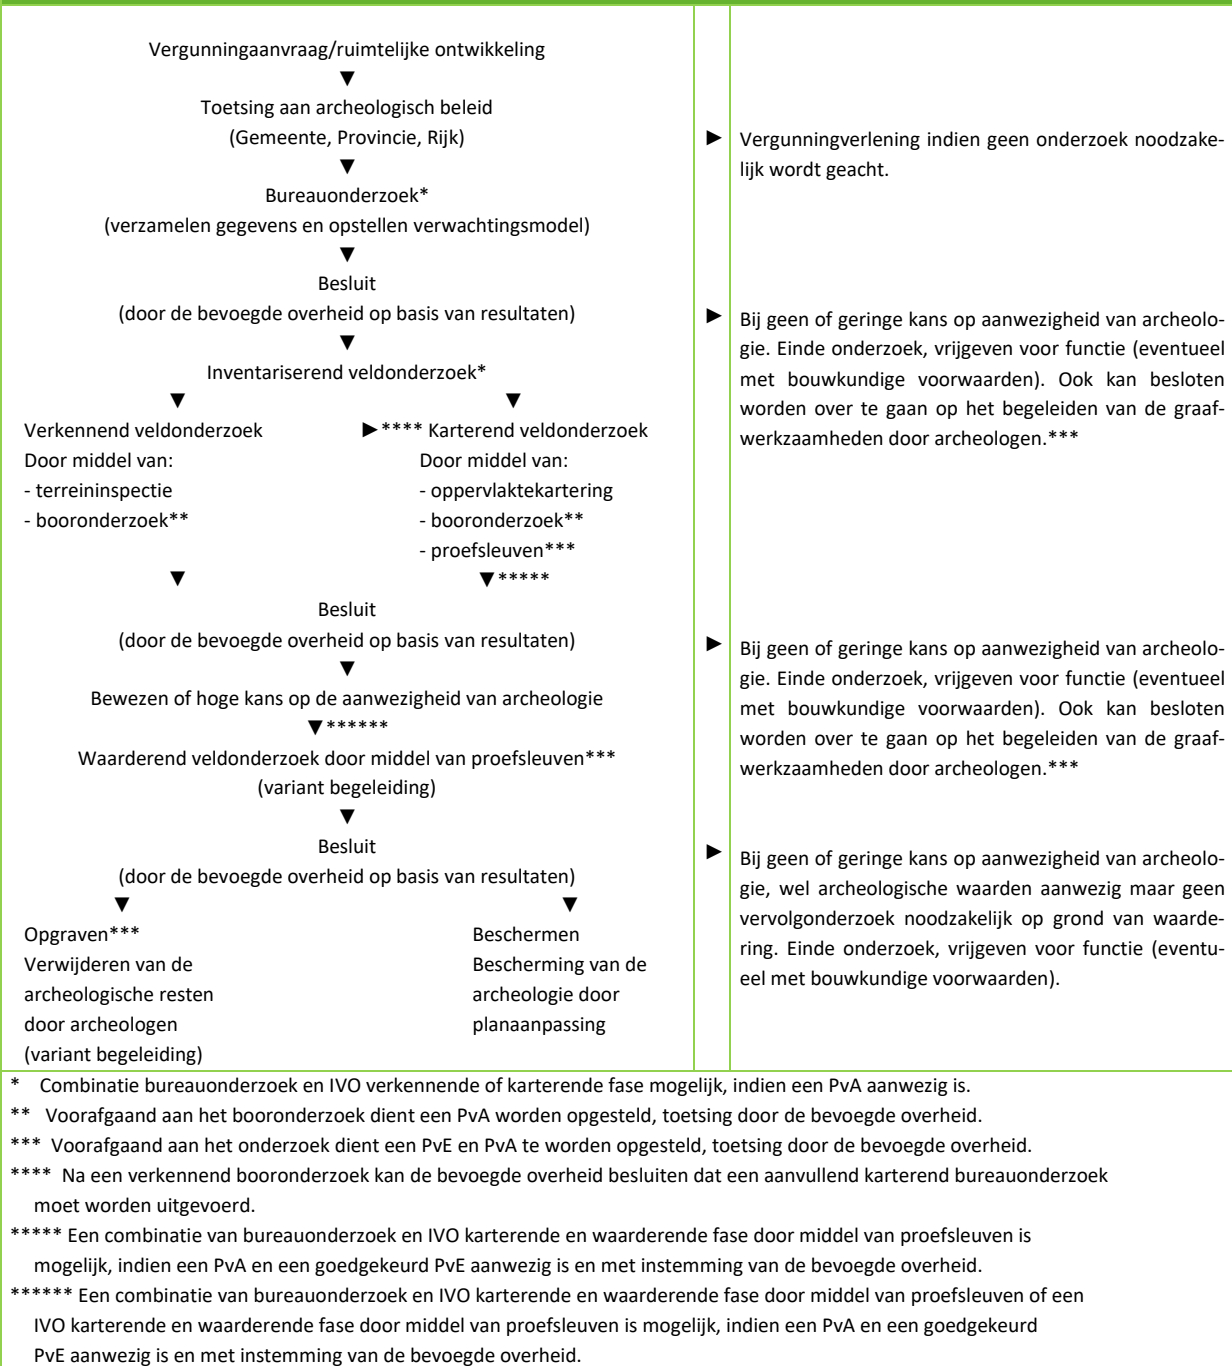 Vergunningaanvraag/ruimtelijke ontwikkeling
▼
Toetsing aan archeologisch beleid
(Gemeente, Provincie, Rijk)
▼
Bureauonderzoek*
(verzamelen gegevens en opstellen verwachtingsmodel)
▼
Besluit
(door de bevoegde overheid op basis van resultaten)
▼
Inventariserend veldonderzoek*
▼ ▼
Verkennend veldonderzoek ►**** Karterend veldonderzoek
Door middel van: Door middel van:
- terreininspectie - oppervlaktekartering
- booronderzoek** - booronderzoek**
- proefsleuven***
▼ ▼*****
Besluit
(door de bevoegde overheid op basis van resultaten)
▼
Bewezen of hoge kans op de aanwezigheid van archeologie
▼******
Waarderend veldonderzoek door middel van proefsleuven***
(variant begeleiding)
▼
Besluit
(door de bevoegde overheid op basis van resultaten)
▼ ▼
Opgraven*** Beschermen
Verwijderen van de Bescherming van de
archeologische resten archeologie door
door archeologen planaanpassing
(variant begeleiding)
► Vergunningverlening indien geen onderzoek noodzake-
lijk wordt geacht.
► Bij geen of geringe kans op aanwezigheid van archeolo-
gie. Einde onderzoek, vrijgeven voor functie (eventueel
met bouwkundige voorwaarden). Ook kan besloten
worden over te gaan op het begeleiden van de graaf-
werkzaamheden door archeologen.***
► Bij geen of geringe kans op aanwezigheid van archeolo-
gie. Einde onderzoek, vrijgeven voor functie (eventueel
met bouwkundige voorwaarden). Ook kan besloten
worden over te gaan op het begeleiden van de graaf-
werkzaamheden door archeologen.***
► Bij geen of geringe kans op aanwezigheid van archeolo-
gie, wel archeologische waarden aanwezig maar geen
vervolgonderzoek noodzakelijk op grond van waarde-
ring. Einde onderzoek, vrijgeven voor functie (eventu-
eel met bouwkundige voorwaarden).
* Combinatie bureauonderzoek en IVO verkennende of karterende fase mogelijk, indien een PvA aanwezig is.
** Voorafgaand aan het booronderzoek dient een PvA worden opgesteld, toetsing door de bevoegde overheid.
*** Voorafgaand aan het onderzoek dient een PvE en PvA te worden opgesteld, toetsing door de bevoegde overheid.
**** Na een verkennend booronderzoek kan de bevoegde overheid besluiten dat een aanvullend karterend bureauonderzoek
moet worden uitgevoerd.
***** Een combinatie van bureauonderzoek en IVO karterende en waarderende fase door middel van proefsleuven is
mogelijk, indien een PvA en een goedgekeurd PvE aanwezig is en met instemming van de bevoegde overheid.
****** Een combinatie van bureauonderzoek en IVO karterende en waarderende fase door middel van proefsleuven of een
IVO karterende en waarderende fase door middel van proefsleuven is mogelijk, indien een PvA en een goedgekeurd
PvE aanwezig is en met instemming van de bevoegde overheid.